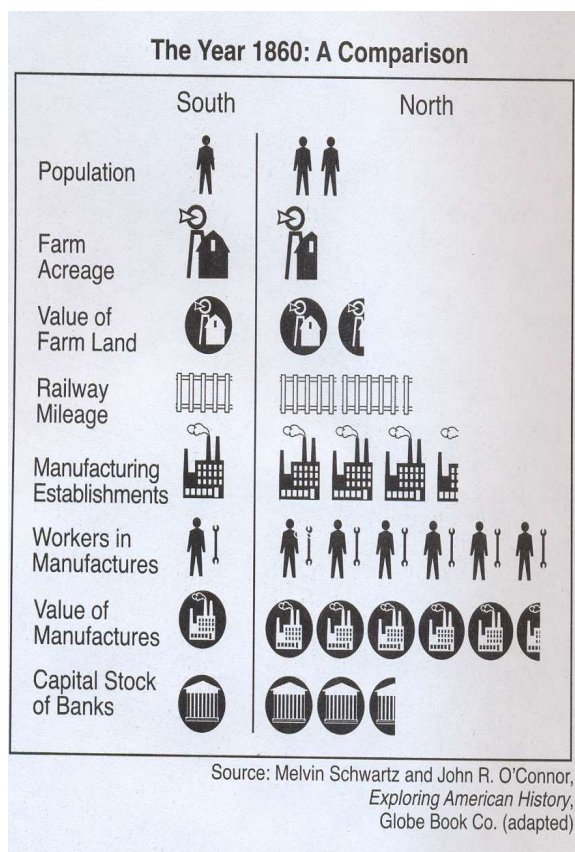 The Year 1860: A Comparison
South
North
Population
Farm
Acreage
Value of
Farm Land
Railway
Mileage
Manufacturing
Establishments
Workers in
Manufactures
Value of
Manufactures
Capital Stock
of Banks
Source: Melvin Schwartz and John R. O'Connor,
Exploring American History,
Globe Book Co. (adapted)